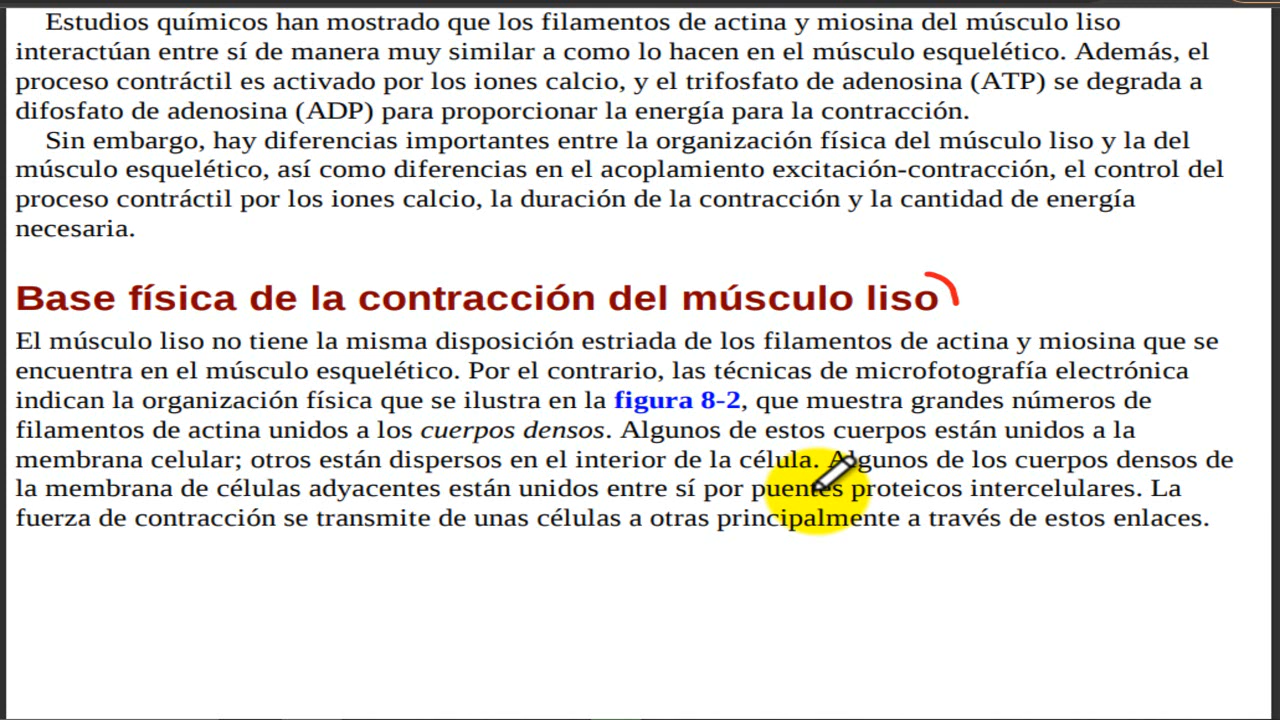 Estudios químicos han mostrado que los filamentos de actina y miosina del músculo liso
interactúan entre sí de manera muy similar a como lo hacen en el músculo esquelético. Además, el
proceso contráctil es activado por los iones calcio, y el trifosfato de adenosina (ATP) se degrada a
difosfato de adenosina (ADP) para proporcionar la energía para la contracción.
Sin embargo, hay diferencias importantes entre la organización física del músculo liso y la del
músculo esquelético, así como diferencias en el acoplamiento excitación-contracción, el control del
proceso contráctil por los iones calcio, la duración de la contracción y la cantidad de energía
necesaria.
Base física de la contracción del músculo liso
El músculo liso no tiene la misma disposición estriada de los filamentos de actina y miosina que se
encuentra en el músculo esquelético. Por el contrario, las técnicas de microfotografía electrónica
indican la organización física que se ilustra en la figura 8-2, que muestra grandes números de
filamentos de actina unidos a los cuerpos densos. Algunos de estos cuerpos están unidos a la
membrana celular; otros están dispersos en el interior de la célula. Algunos de los cuerpos densos de
la membrana de células adyacentes están unidos entre sí por puentes proteicos intercelulares. La
fuerza de contracción se transmite de unas células a otras principalmente a través de estos enlaces.